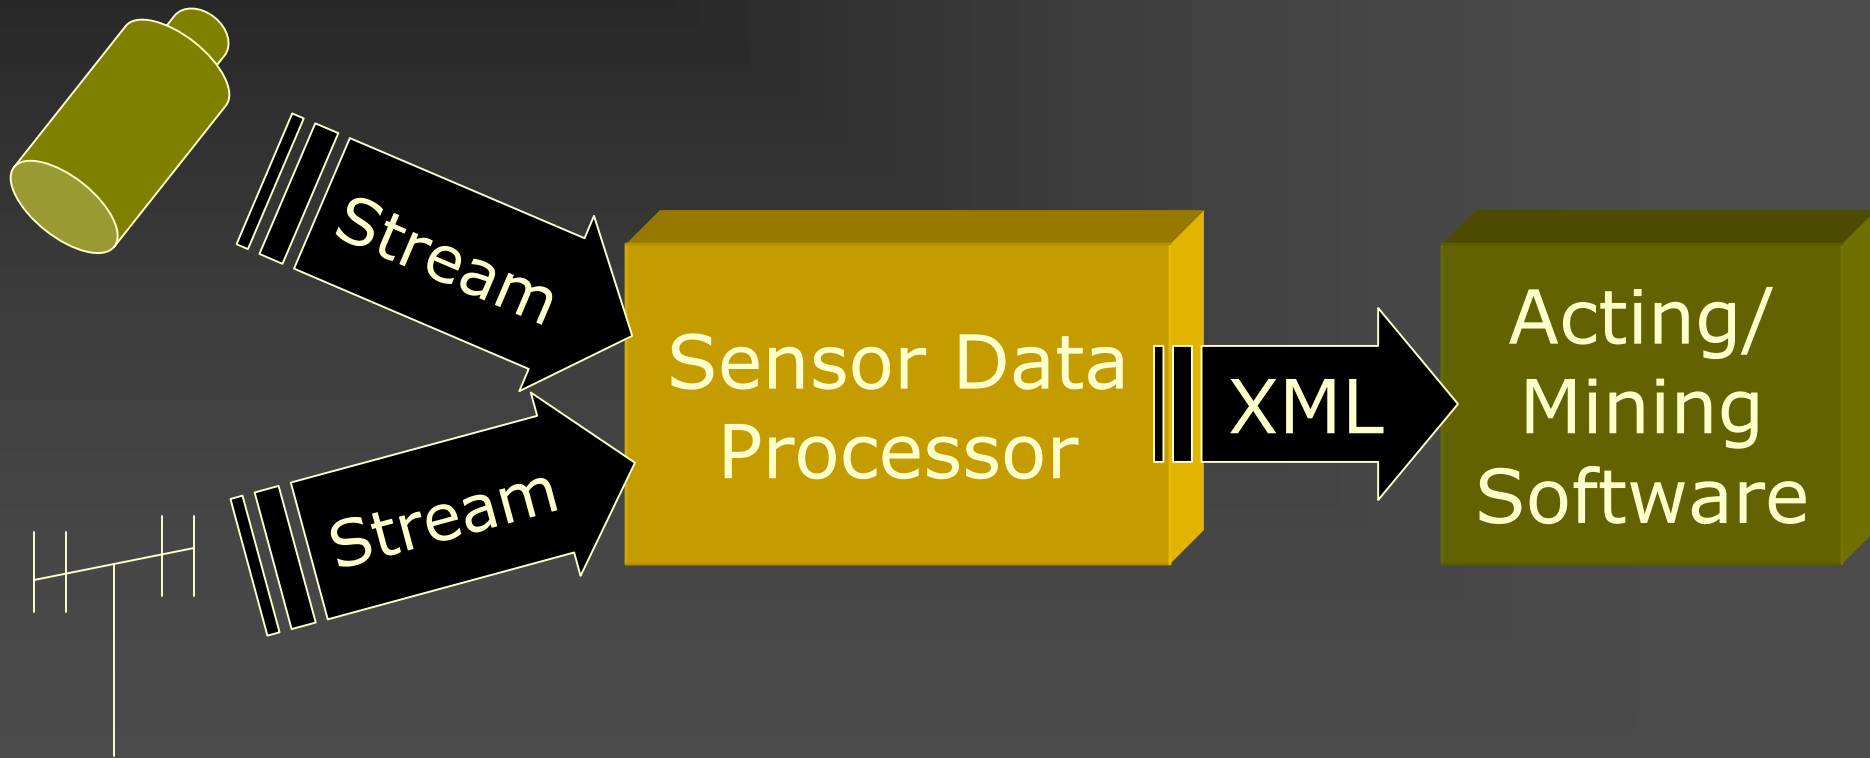 Stream
Stream
Sensor Data
Processor
XML
Acting/
Mining
Software